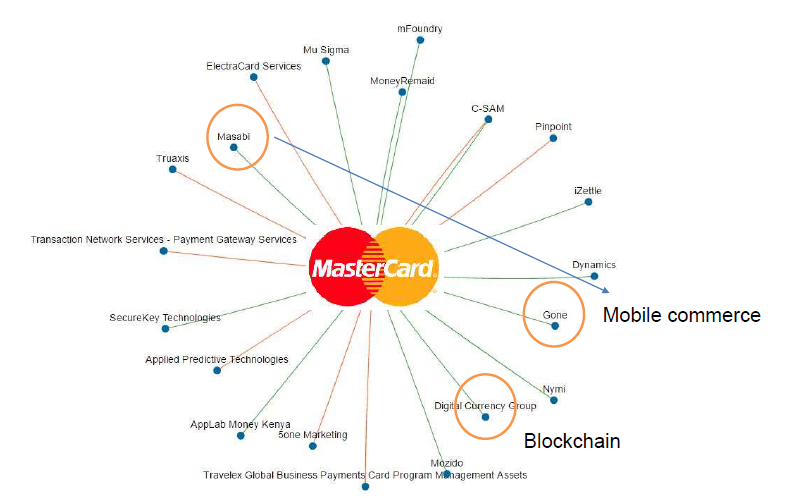 mFoundry
Mu Sigma
ElectraCard Services
MoneyRemaid
C-SAM
Pinpoint
Masabi
Truaxis
iZettle
Transaction Network Services - Payment Gateway Services
MasterCard
Dynamics
Gone
Mobile commerce
SecureKey Technologies
Applied Predictive Technologies
Nymi
Digital Currency Group
AppLab Money Kenya
5one Marketing
Blockchain
Mozido
Travelex Global Business Payments Card Program Management Assets